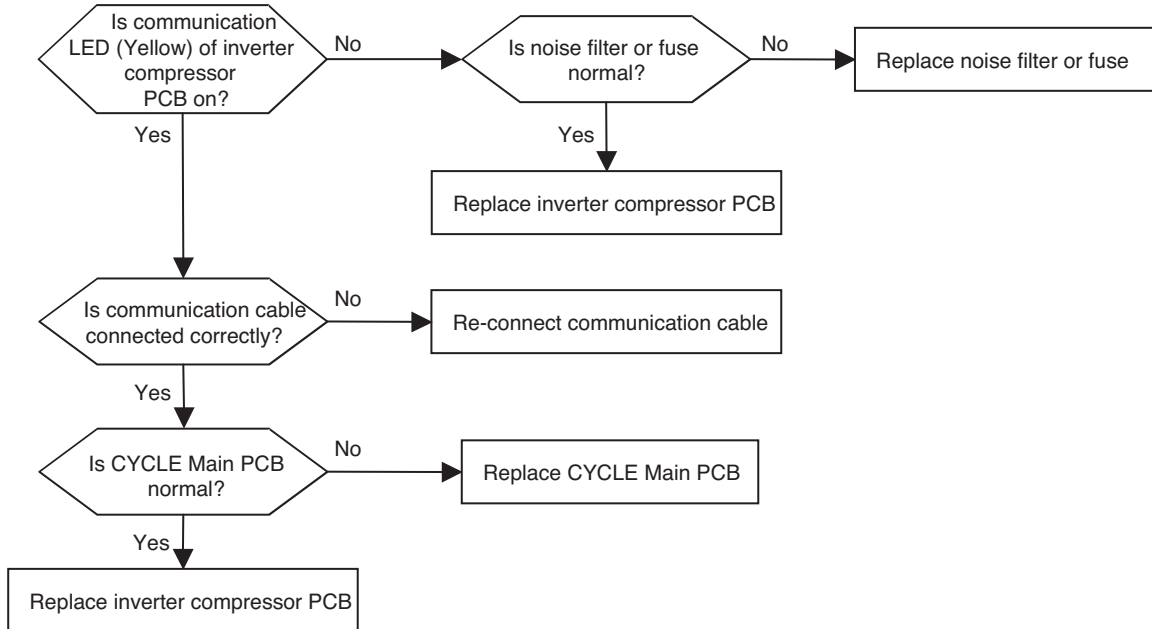 Is communication
LED (Yellow) of inverter
compressor
PCB on?
No
Is noise filter or fuse
normal?
No
Replace noise filter or fuse
Yes
Yes
Replace inverter compressor PCB
Is communication cable
connected correctly?
No
Re-connect communication cable
Yes
Is CYCLE Main PCB
normal?
No
Replace CYCLE Main PCB
Yes
Replace inverter compressor PCB